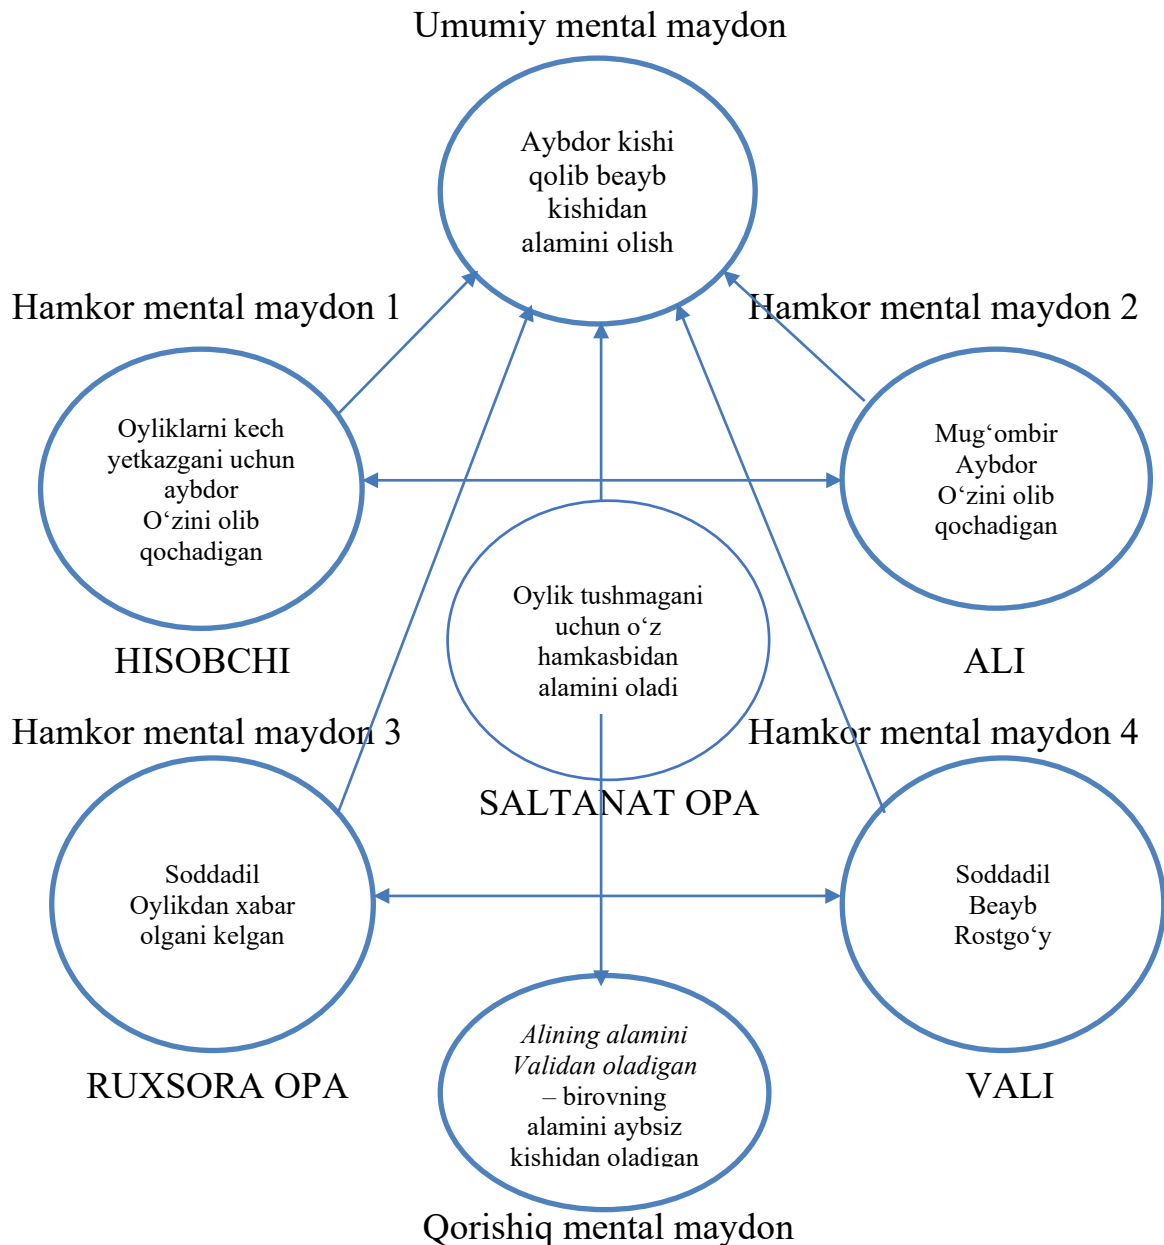 Umumiy mental maydon
Aybdor kishi
qolib beayb
kishidan
alamini olish
Hamkor mental maydon 1
Hamkor mental maydon 2
Oyliklarni kech
yetkazgani uchun
aybdor
O‘zini olib
qochadigan
HISOBCHI
Mug‘ombir
Aybdor
O‘zini olib
qochadigan
ALI
Oylik tushmagani
uchun o‘z
hamkasbidan
alamini oladi
SALTANAT OPA
Hamkor mental maydon 3
Hamkor mental maydon 4
Soddadil
Oylikdan xabar
olgani kelgan
RUXSORA OPA
Soddadil
Beayb
Rostgo‘y
VALI
Alining alamini
Validan oladigan
– birovning
alamini aybsiz
kishidan oladigan
Qorishiq mental maydon